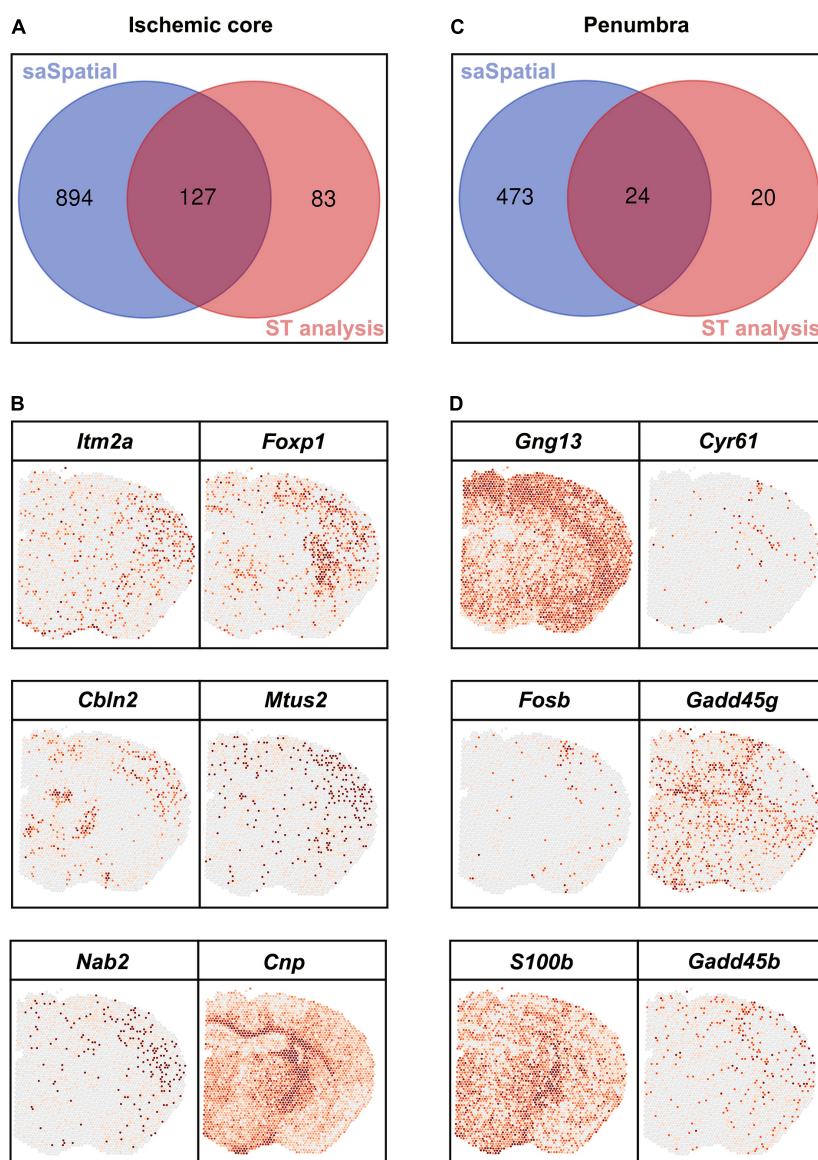 A Ischemic core
saSpatial
894 127 83
ST analysis
C Penumbra
saSpatial
473 24 20
ST analysis
B
Itm2a Foxp1
Cbln2 Mtus2
Nab2 Cnp
D
Gng13 Cyr61
Fosb Gadd45g
S100b Gadd45b